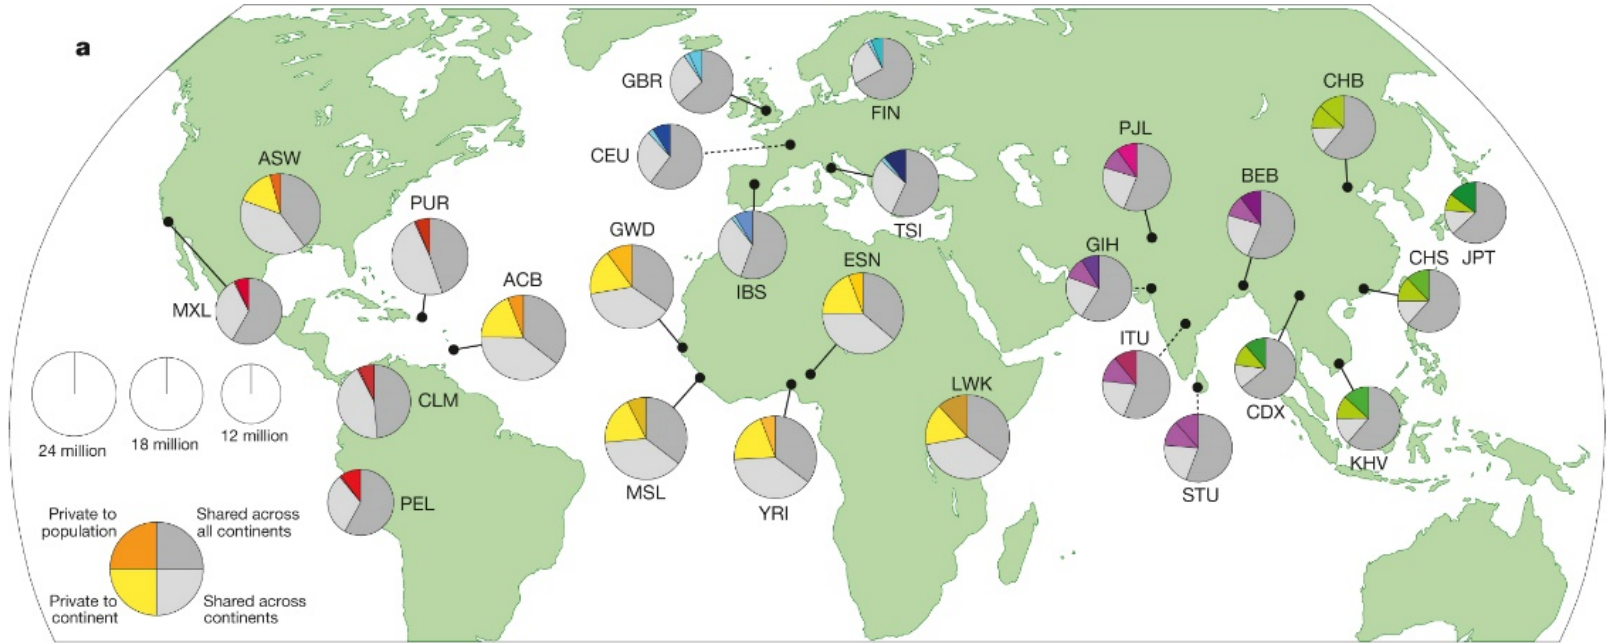 a
GBR
FIN
CHB
CEU
PJL
ASW
BEB
PUR
TSI
GWD
IBS
ESN
GIH
CHS
JPT
ACB
MXL
ITU
CLM
LWK
CDX
24 million
18 million
12 million
KHV
MSL
STU
YRI
PEL
Private to
population
Shared across
all continents
Private to
continent
Shared across
continents